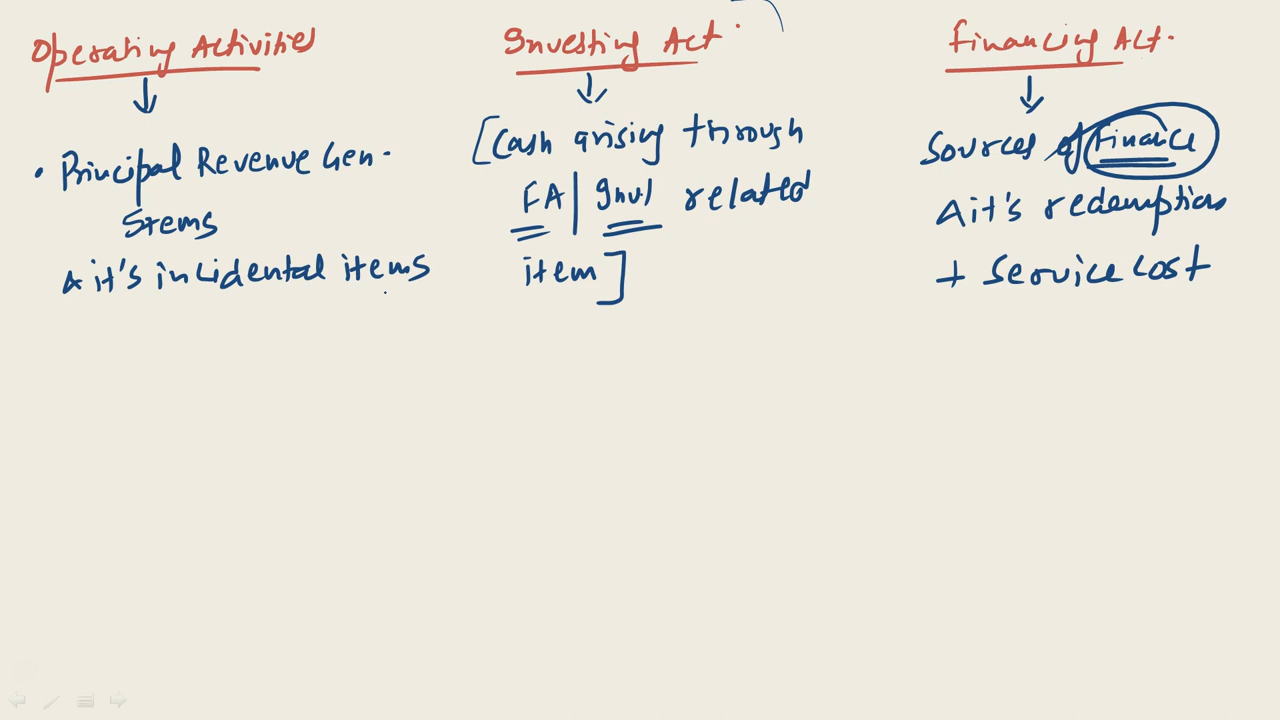 Operating Activities
• Principal Revenue Gen.
Items
& it's incidental items
Investing Act.
[Cash arising through
FA | Invt related
item]
Financing Act.
Sources of Finance
& it's redemption
+ Service Cost